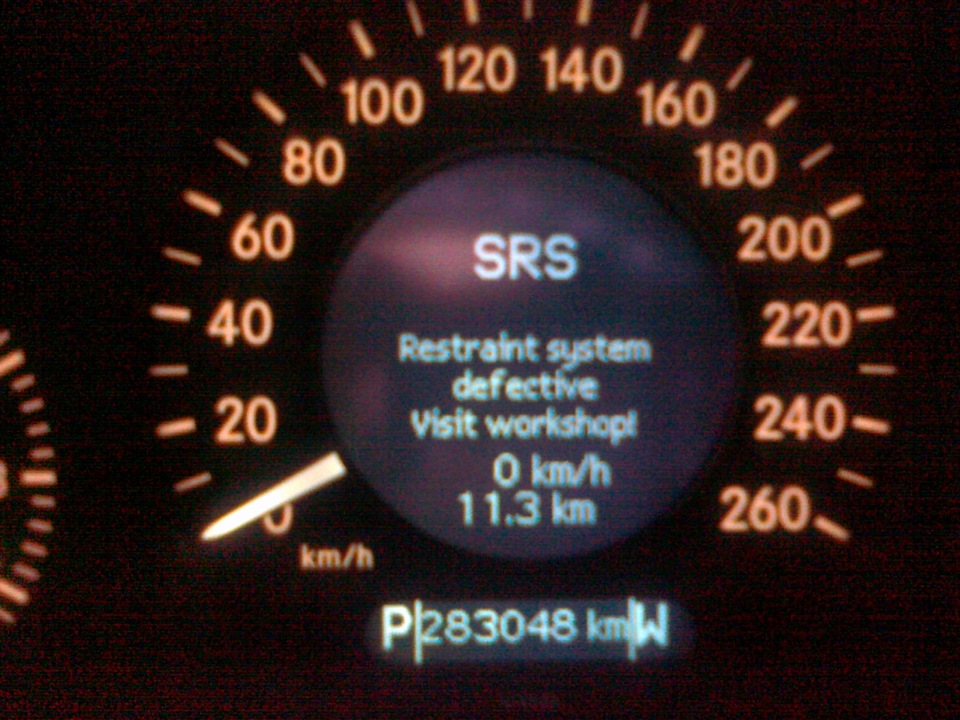 120 140
100 160
80 180
60 200
40 220
20 240
0 260
km/h
SRS
Restraint system
defective
Visit workshop!
0 km/h
11.3 km
P 283048 km W